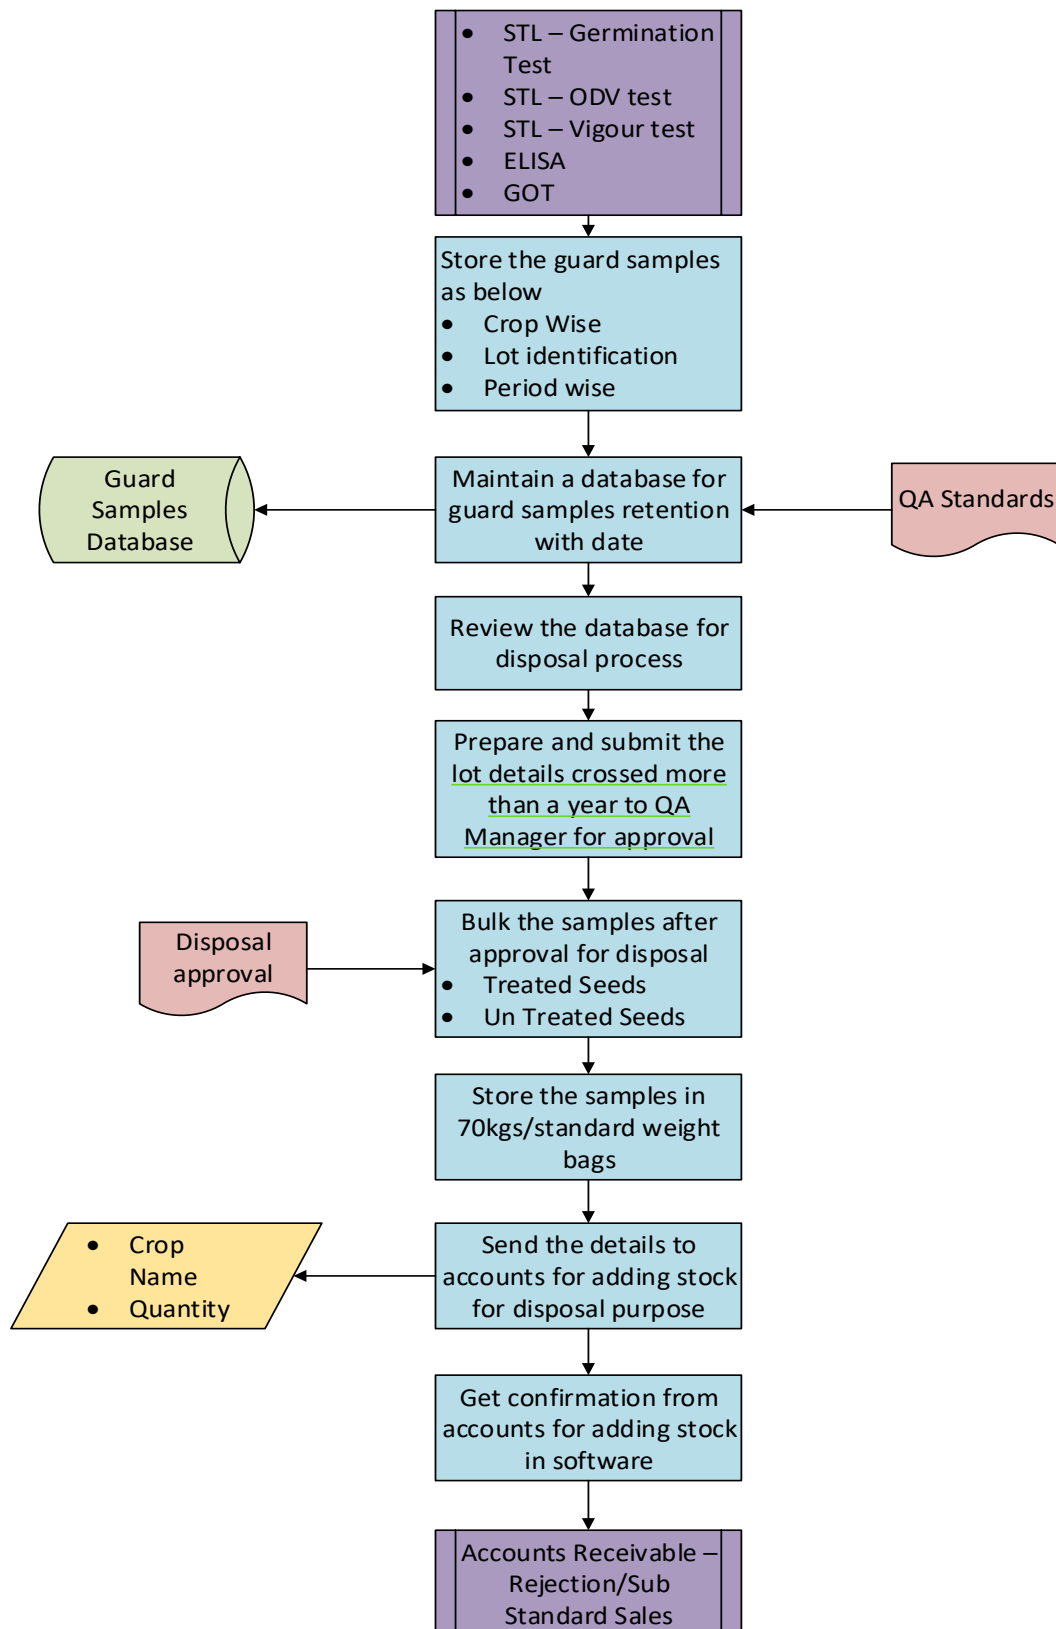 • STL – Germination
Test
• STL – ODV test
• STL – Vigour test
• ELISA
• GOT
Store the guard samples
as below
• Crop Wise
• Lot identification
• Period wise
Guard
Samples
Database
Maintain a database for
guard samples retention
with date
QA Standards
Review the database for
disposal process
Prepare and submit the
lot details crossed more
than a year to QA
Manager for approval
Disposal
approval
Bulk the samples after
approval for disposal
• Treated Seeds
• Un Treated Seeds
Store the samples in
70kgs/standard weight
bags
• Crop
Name
• Quantity
Send the details to
accounts for adding stock
for disposal purpose
Get confirmation from
accounts for adding stock
in software
Accounts Receivable –
Rejection/Sub
Standard Sales